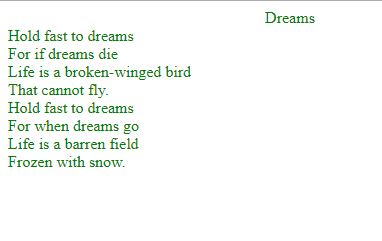 Dreams
Hold fast to dreams
For if dreams die
Life is a broken-winged bird
That cannot fly.
Hold fast to dreams
For when dreams go
Life is a barren field
Frozen with snow.